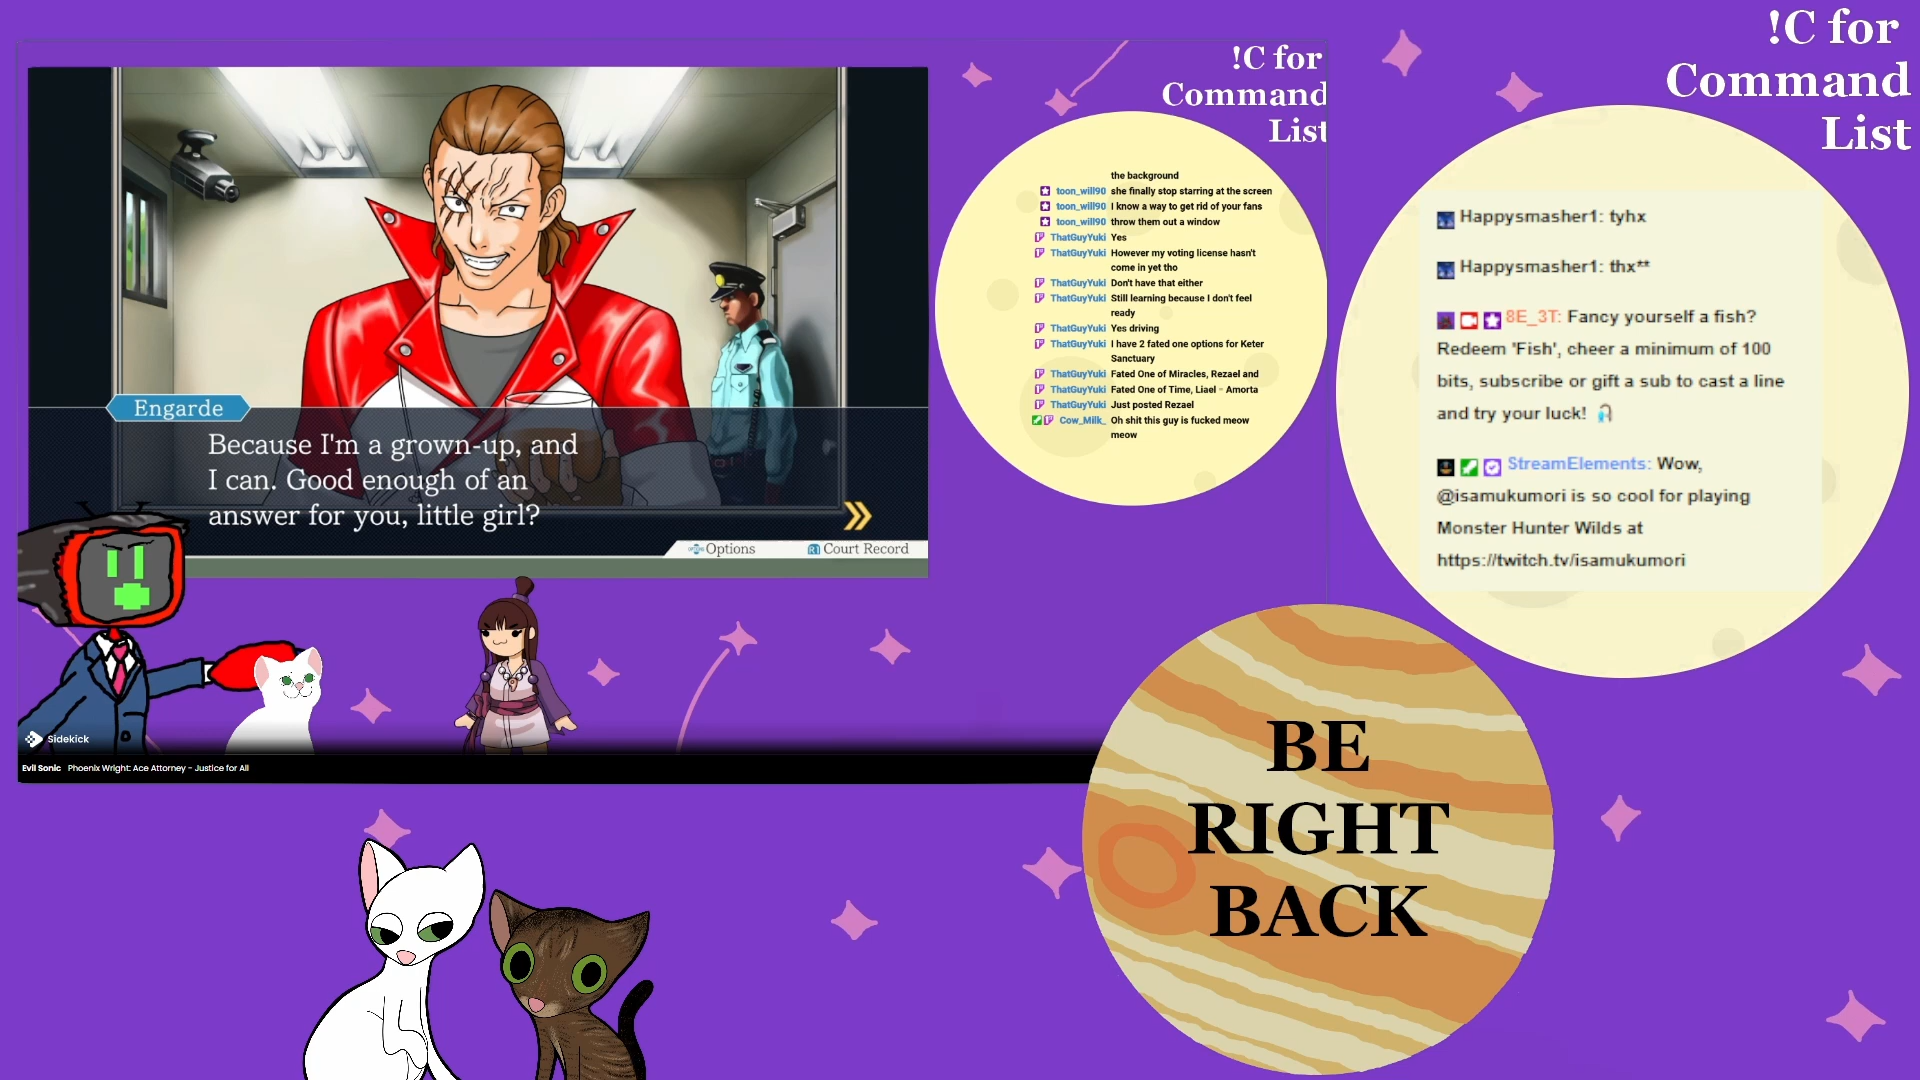 !C for
Command
List
!C for
Command
List
Engarde
Because I'm a grown-up, and
I can. Good enough of an
answer for you, little girl?
Options
R1 Court Record
the background
toon_will90 she finally stop starring at the screen
toon_will90 I know a way to get rid of your fans
toon_will90 throw them out a window
ThatGuyYuki Yes
ThatGuyYuki However my voting license hasn't
come in yet tho
ThatGuyYuki Don't have that either
ThatGuyYuki Still learning because I don't feel
ready
ThatGuyYuki Yes driving
ThatGuyYuki I have 2 fated one options for Keter
Sanctuary
ThatGuyYuki Fated One of Miracles, Rezael and
ThatGuyYuki Fated One of Time, Liael - Amorta
ThatGuyYuki Just posted Rezael
Cow_Milk_ Oh shit this guy is fucked meow
meow
Happysmasher1: tyhx
Happysmasher1: thx**
8E_3T: Fancy yourself a fish?
Redeem 'Fish', cheer a minimum of 100
bits, subscribe or gift a sub to cast a line
and try your luck!
StreamElements: Wow,
@isamukumori is so cool for playing
Monster Hunter Wilds at
https://twitch.tv/isamukumori
Sidekick
Evil Sonic Phoenix Wright: Ace Attorney - Justice for All
BE
RIGHT
BACK